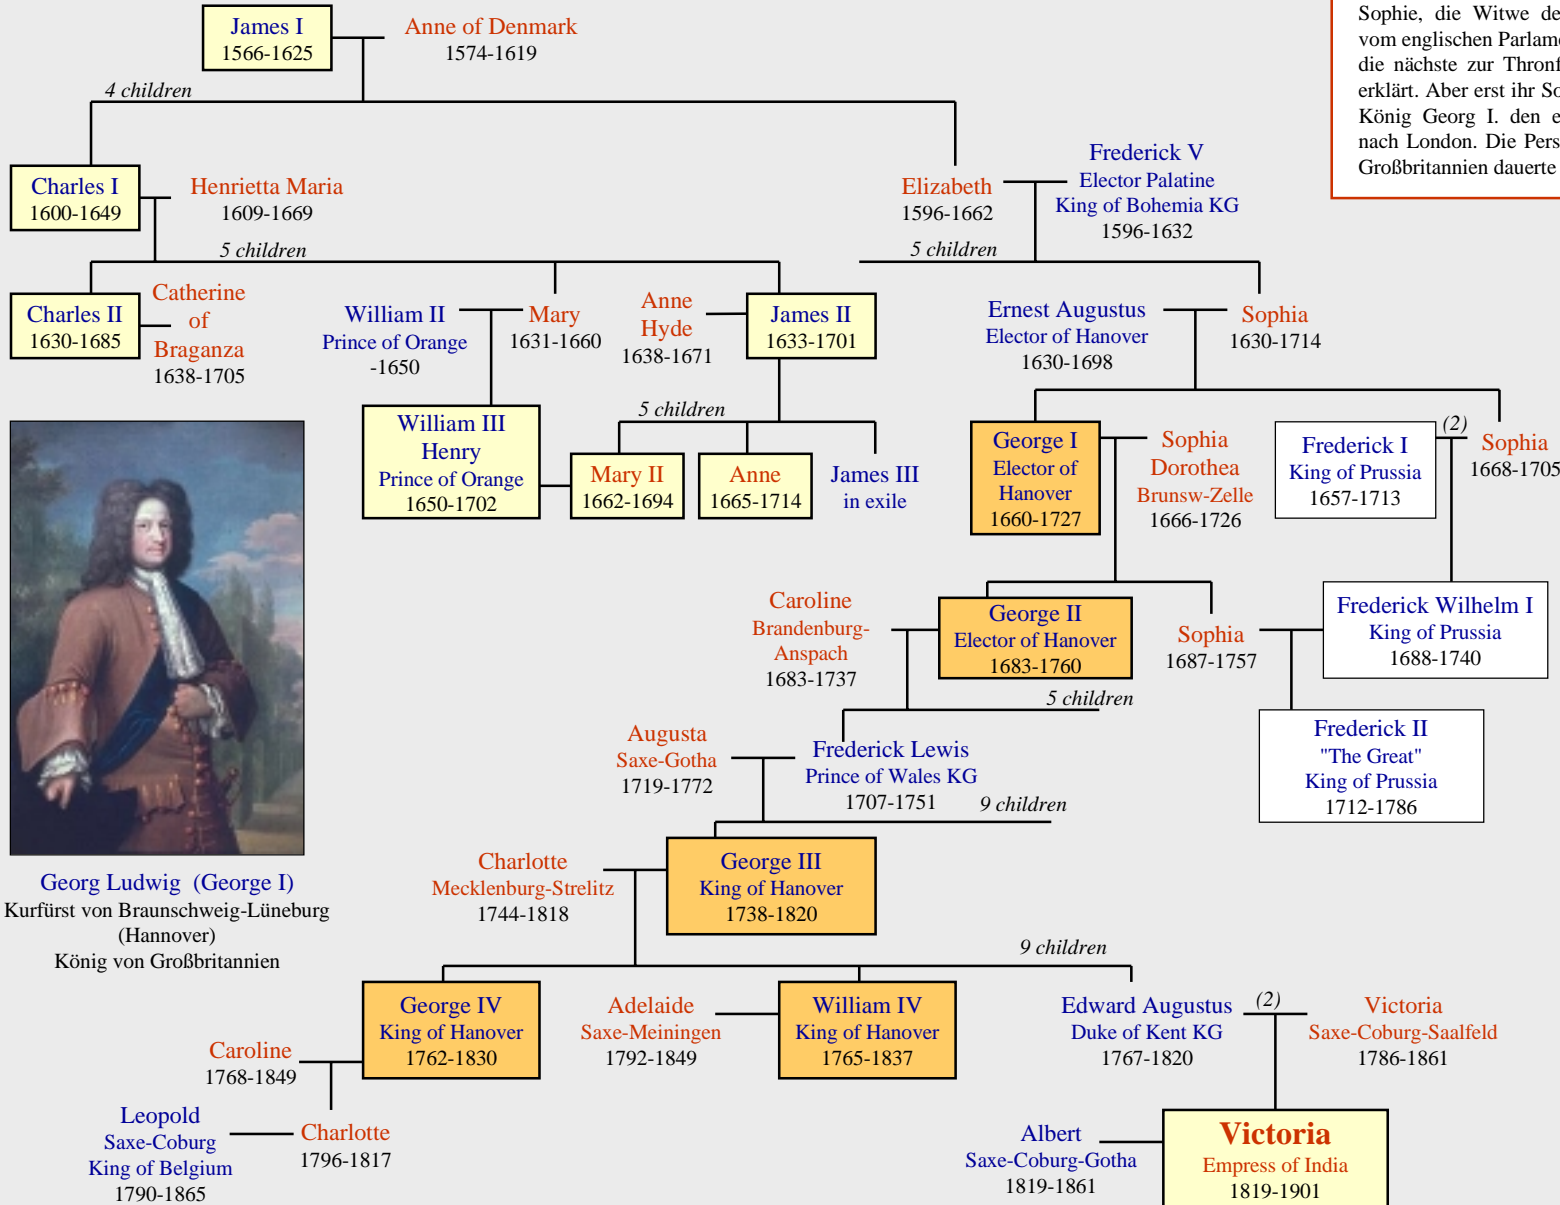 James I
1566-1625
Anne of Denmark
1574-1619
Sophie, die Witwe de
vom englischen Parlame
die nächste zur Thronf
erklärt. Aber erst ihr So
König Georg I. den e
nach London. Die Pers
Großbritannien dauerte
4 children
Charles I
1600-1649
Henrietta Maria
1609-1669
Elizabeth
1596-1662
Frederick V
Elector Palatine
King of Bohemia KG
1596-1632
5 children
5 children
Charles II
1630-1685
Catherine
of
Braganza
1638-1705
William II
Prince of Orange
-1650
Mary
1631-1660
Anne
Hyde
1638-1671
James II
1633-1701
Ernest Augustus
Elector of Hanover
1630-1698
Sophia
1630-1714
William III
Henry
Prince of Orange
1650-1702
5 children
Mary II
1662-1694
Anne
1665-1714
James III
in exile
George I
Elector of
Hanover
1660-1727
Sophia
Dorothea
Brunsw-Zelle
1666-1726
Frederick I
King of Prussia
1657-1713
(2)
Sophia
1668-1705
Caroline
Brandenburg-
Anspach
1683-1737
George II
Elector of Hanover
1683-1760
Sophia
1687-1757
Frederick Wilhelm I
King of Prussia
1688-1740
5 children
Augusta
Saxe-Gotha
1719-1772
Frederick Lewis
Prince of Wales KG
1707-1751
Frederick II
"The Great"
King of Prussia
1712-1786
9 children
Georg Ludwig (George I)
Kurfürst von Braunschweig-Lüneburg
(Hannover)
König von Großbritannien
Charlotte
Mecklenburg-Strelitz
1744-1818
George III
King of Hanover
1738-1820
9 children
George IV
King of Hanover
1762-1830
Adelaide
Saxe-Meiningen
1792-1849
William IV
King of Hanover
1765-1837
Edward Augustus
Duke of Kent KG
1767-1820
(2)
Victoria
Saxe-Coburg-Saalfeld
1786-1861
Caroline
1768-1849
Leopold
Saxe-Coburg
King of Belgium
1790-1865
Charlotte
1796-1817
Albert
Saxe-Coburg-Gotha
1819-1861
Victoria
Empress of India
1819-1901